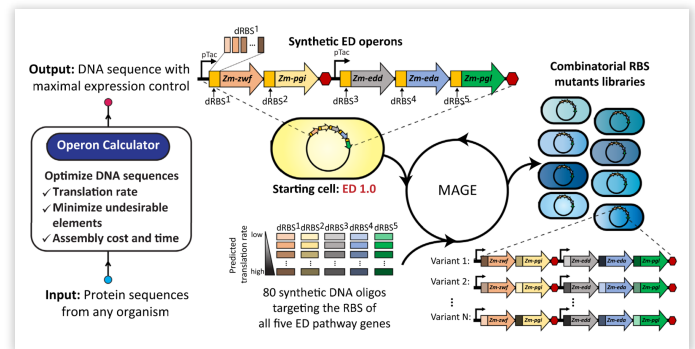 dRBS1
pTac
Synthetic ED operons
pTac
Output: DNA sequence with
maximal expression control
Zm-zwf
Zm-pgi
Zm-edd
Zm-eda
Zm-pgl
dRBS1
dRBS2
dRBS3
dRBS4
dRBS5
Combinatorial RBS
mutants libraries
Operon Calculator
Optimize DNA sequences
✓ Translation rate
✓ Minimize undesirable
elements
✓ Assembly cost and time
Input: Protein sequences
from any organism
Starting cell: ED 1.0
MAGE
dRBS1 dRBS2 dRBS3 dRBS4 dRBS5
Predicted
translation rate
low
high
80 synthetic DNA oligos
targeting the RBS of
all five ED pathway genes
Variant 1:
Zm-zwf
Zm-pgi
Zm-edd
Zm-eda
Zm-pgl
Variant 2:
Zm-zwf
Zm-pgi
Zm-edd
Zm-eda
Zm-pgl
Variant N:
Zm-zwf
Zm-pgi
Zm-edd
Zm-eda
Zm-pgl